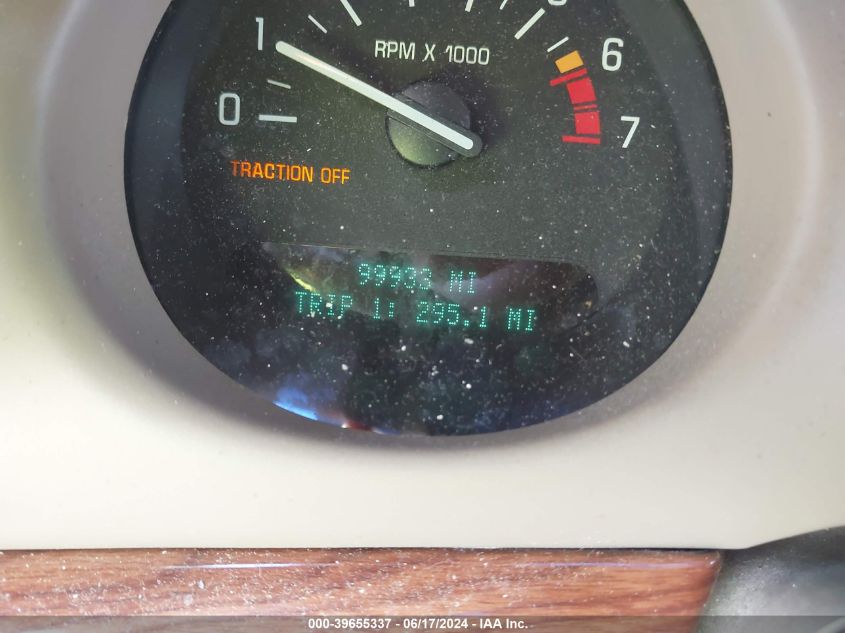 1
RPM X 1000
6
0
7
TRACTION OFF
99933 MI
TRIP 1: 295.1 MI
000-39655337 - 06/17/2024 - IAA Inc.